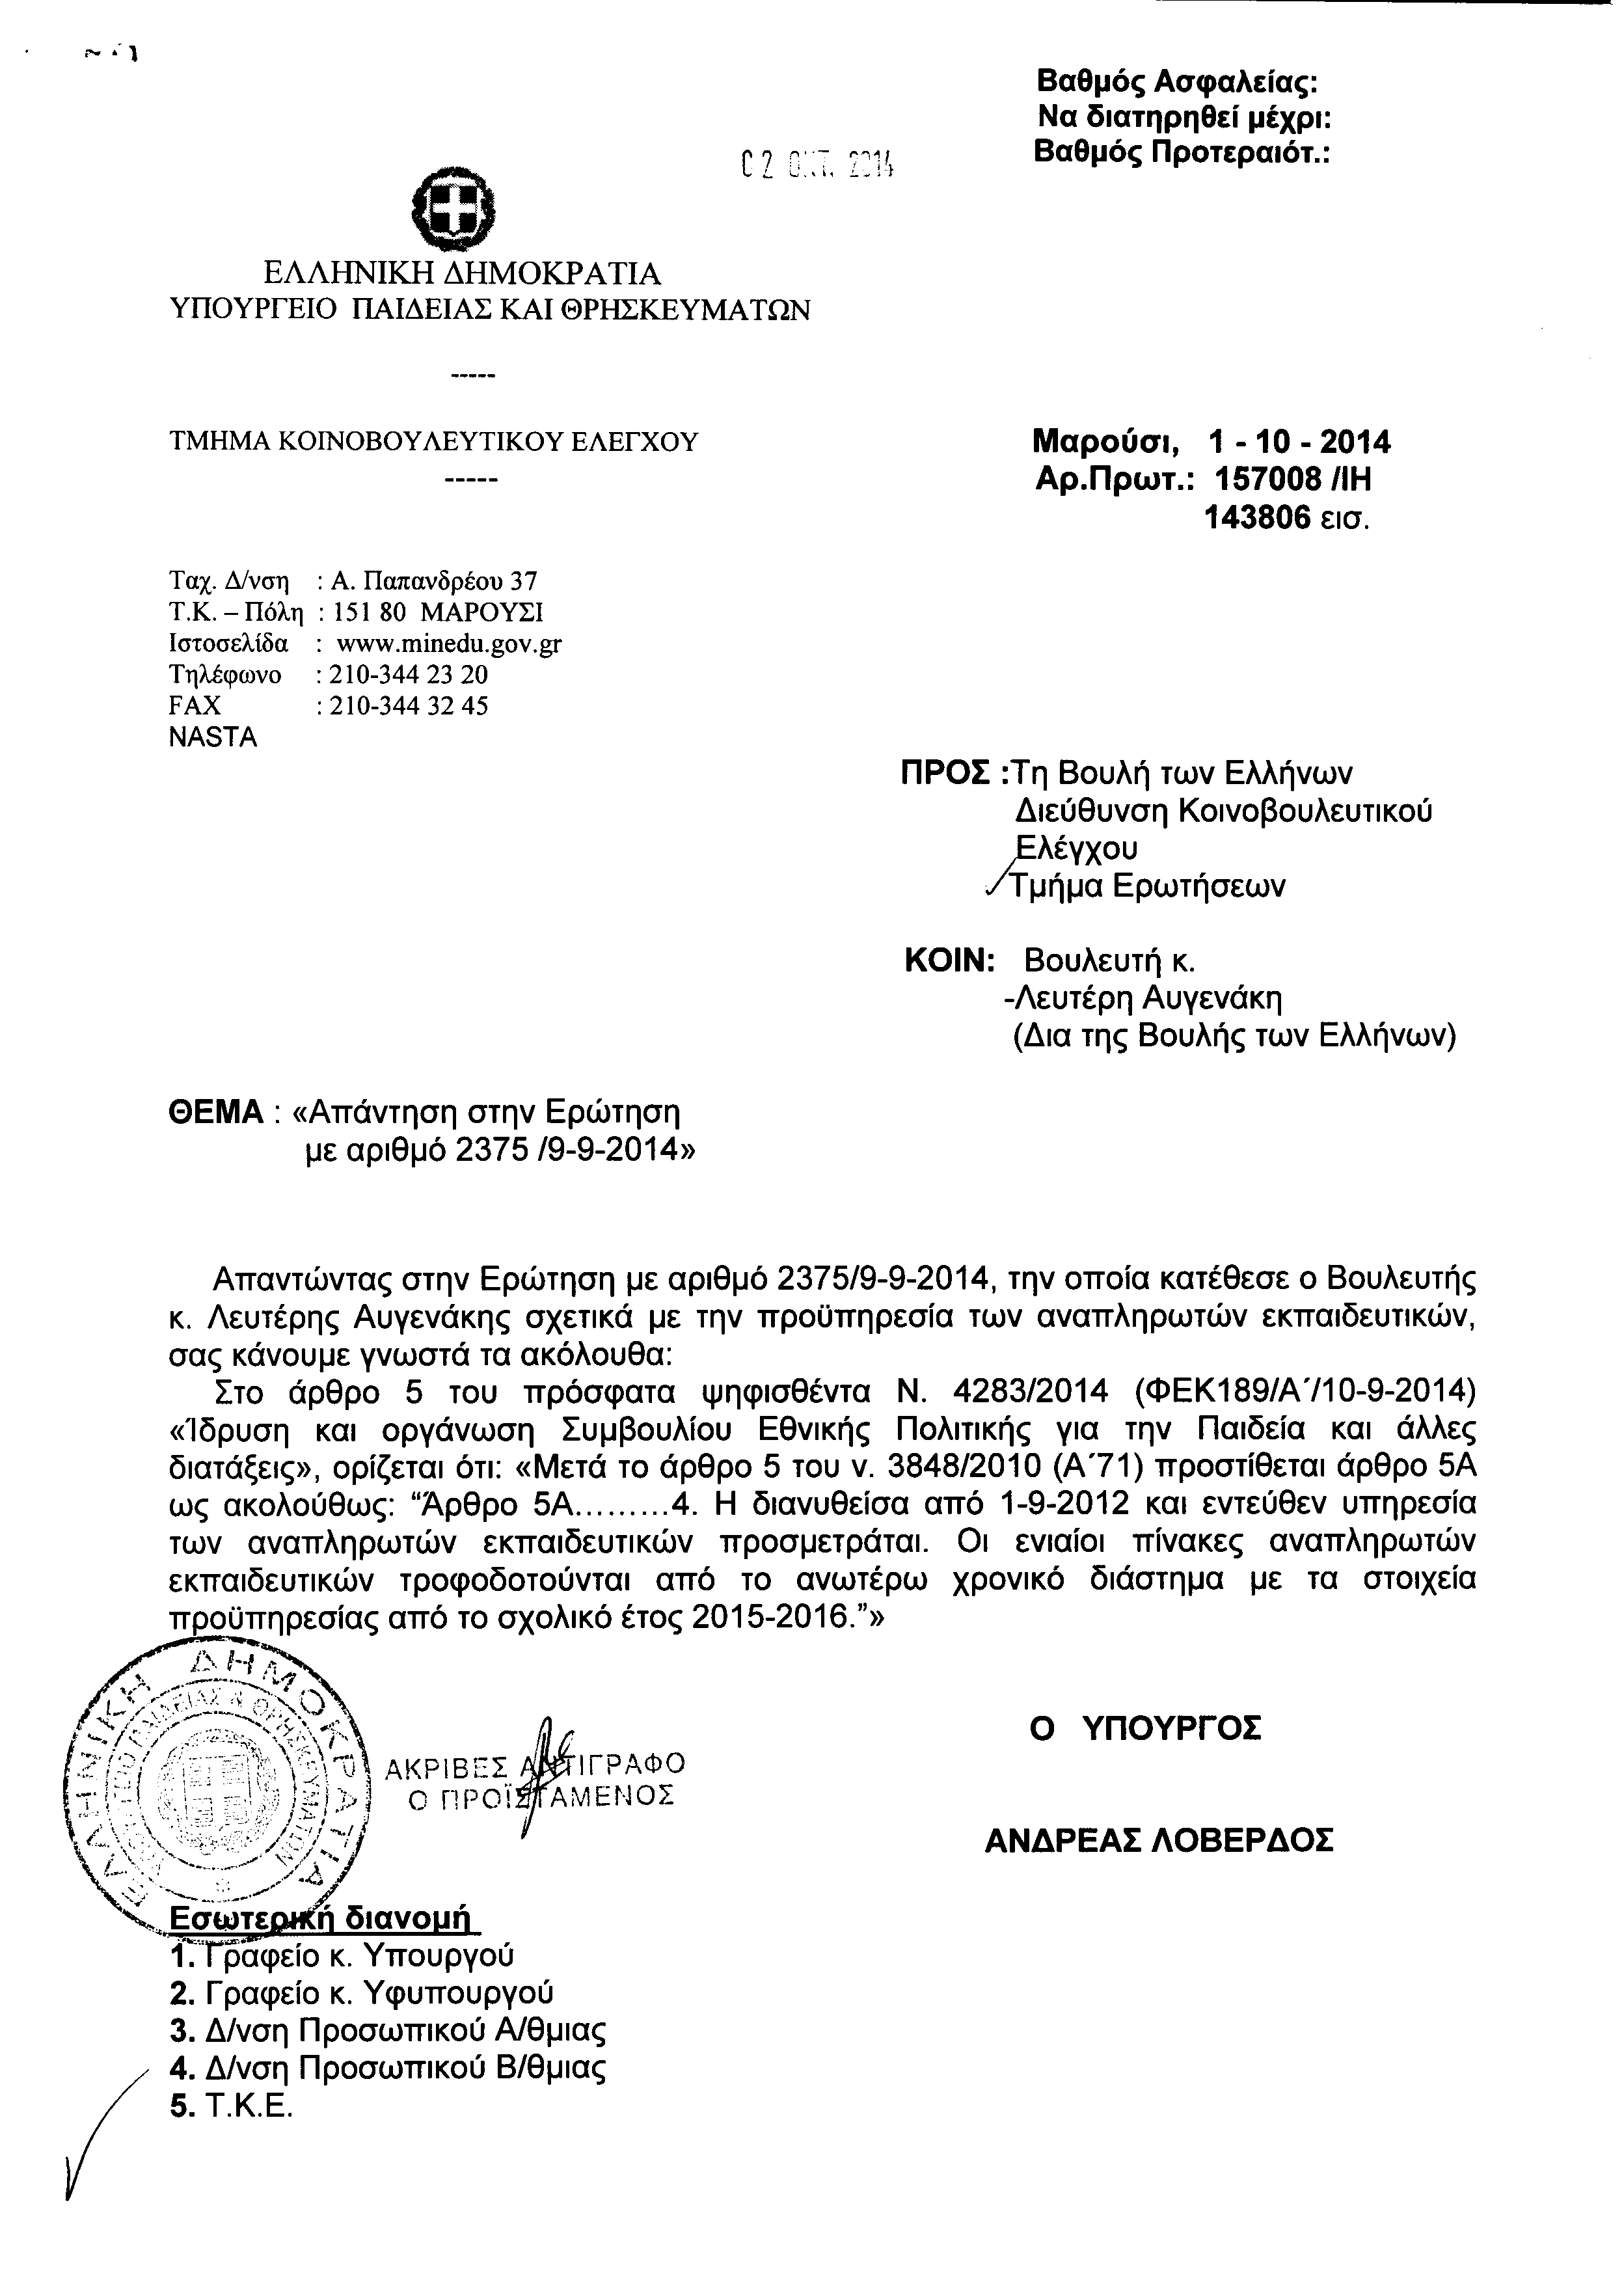 Βαθμός Ασφαλείας:
Να διατηρηθεί μέχρι:
Βαθμός Προτεραιότ.:
02 ΟΚΤ. 2014
ΕΛΛΗΝΙΚΗ ΔΗΜΟΚΡΑΤΙΑ
ΥΠΟΥΡΓΕΙΟ ΠΑΙΔΕΙΑΣ ΚΑΙ ΘΡΗΣΚΕΥΜΑΤΩΝ
-----
ΤΜΗΜΑ ΚΟΙΝΟΒΟΥΛΕΥΤΙΚΟΥ ΕΛΕΓΧΟΥ
-----
Μαρούσι, 1 - 10 - 2014
Αρ.Πρωτ.: 157008 /ΙΗ
143806 εισ.
Ταχ. Δ/νση : Α. Παπανδρέου 37
Τ.Κ. – Πόλη : 151 80 ΜΑΡΟΥΣΙ
Ιστοσελίδα : www.minedu.gov.gr
Τηλέφωνο : 210-344 23 20
FAX : 210-344 32 45
NASTA
ΠΡΟΣ :Τη Βουλή των Ελλήνων
Διεύθυνση Κοινοβουλευτικού
Ελέγχου
Τμήμα Ερωτήσεων
ΚΟΙΝ: Βουλευτή κ.
-Λευτέρη Αυγενάκη
(Δια της Βουλής των Ελλήνων)
ΘΕΜΑ : «Απάντηση στην Ερώτηση
με αριθμό 2375 /9-9-2014»
Απαντώντας στην Ερώτηση με αριθμό 2375/9-9-2014, την οποία κατέθεσε ο Βουλευτής
κ. Λευτέρης Αυγενάκης σχετικά με την προϋπηρεσία των αναπληρωτών εκπαιδευτικών,
σας κάνουμε γνωστά τα ακόλουθα:
Στο άρθρο 5 του πρόσφατα ψηφισθέντα Ν. 4283/2014 (ΦΕΚ189/Α΄/10-9-2014)
«Ίδρυση και οργάνωση Συμβουλίου Εθνικής Πολιτικής για την Παιδεία και άλλες
διατάξεις», ορίζεται ότι: «Μετά το άρθρο 5 του ν. 3848/2010 (Α΄71) προστίθεται άρθρο 5Α
ως ακολούθως: “Άρθρο 5Α.........4. Η διανυθείσα από 1-9-2012 και εντεύθεν υπηρεσία
των αναπληρωτών εκπαιδευτικών προσμετράται. Οι ενιαίοι πίνακες αναπληρωτών
εκπαιδευτικών τροφοδοτούνται από το ανωτέρω χρονικό διάστημα με τα στοιχεία
προϋπηρεσίας από το σχολικό έτος 2015-2016.”»
ΕΛΛΗΝΙΚΗ ΔΗΜΟΚΡΑΤΙΑ
ΥΠΟΥΡΓΕΙΟ ΠΑΙΔΕΙΑΣ & ΘΡΗΣΚΕΥΜΑΤΩΝ
ΑΚΡΙΒΕΣ ΑΝΤΙΓΡΑΦΟ
Ο ΠΡΟΪΣΤΑΜΕΝΟΣ
Ο ΥΠΟΥΡΓΟΣ
ΑΝΔΡΕΑΣ ΛΟΒΕΡΔΟΣ
Εσωτερική διανομή
1. Γραφείο κ. Υπουργού
2. Γραφείο κ. Υφυπουργού
3. Δ/νση Προσωπικού Α/θμιας
4. Δ/νση Προσωπικού Β/θμιας
5. Τ.Κ.Ε.